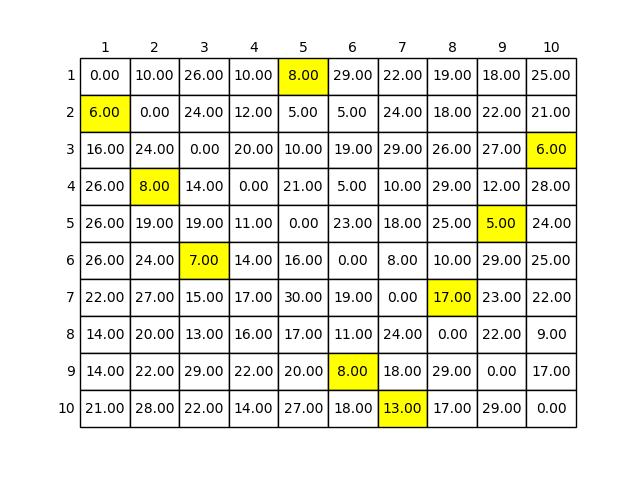 1 2 3 4 5 6 7 8 9 10
1 0.00 10.00 26.00 10.00 8.00 29.00 22.00 19.00 18.00 25.00
2 6.00 0.00 24.00 12.00 5.00 5.00 24.00 18.00 22.00 21.00
3 16.00 24.00 0.00 20.00 10.00 19.00 29.00 26.00 27.00 6.00
4 26.00 8.00 14.00 0.00 21.00 5.00 10.00 29.00 12.00 28.00
5 26.00 19.00 19.00 11.00 0.00 23.00 18.00 25.00 5.00 24.00
6 26.00 24.00 7.00 14.00 16.00 0.00 8.00 10.00 29.00 25.00
7 22.00 27.00 15.00 17.00 30.00 19.00 0.00 17.00 23.00 22.00
8 14.00 20.00 13.00 16.00 17.00 11.00 24.00 0.00 22.00 9.00
9 14.00 22.00 29.00 22.00 20.00 8.00 18.00 29.00 0.00 17.00
10 21.00 28.00 22.00 14.00 27.00 18.00 13.00 17.00 29.00 0.00